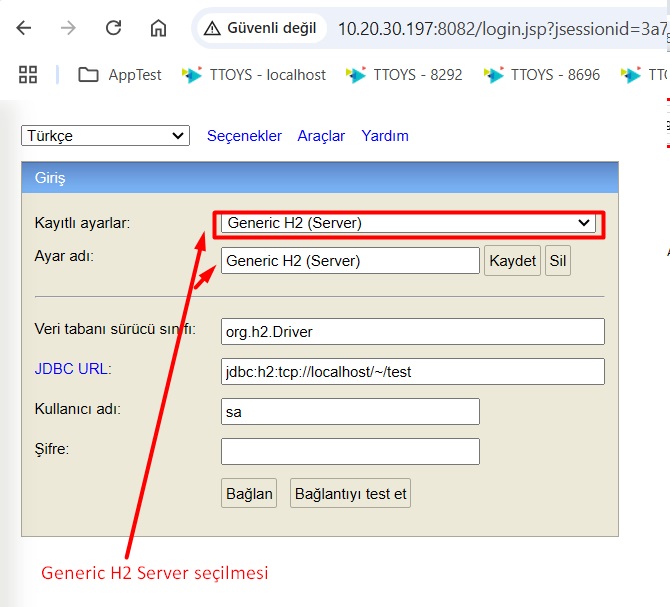 Güvenli değil
10.20.30.197:8082/login.jsp?jsessionid=3a7
AppTest
TTOYS - localhost
TTOYS - 8292
TTOYS - 8696
Türkçe
Seçenekler
Araçlar
Yardım
Giriş
Kayıtlı ayarlar:
Generic H2 (Server)
Ayar adı:
Generic H2 (Server)
Kaydet
Sil
Veri tabanı sürücü sınıfı:
org.h2.Driver
JDBC URL:
jdbc:h2:tcp://localhost/~/test
Kullanıcı adı:
sa
Şifre:
Bağlan
Bağlantıyı test et
Generic H2 Server seçilmesi